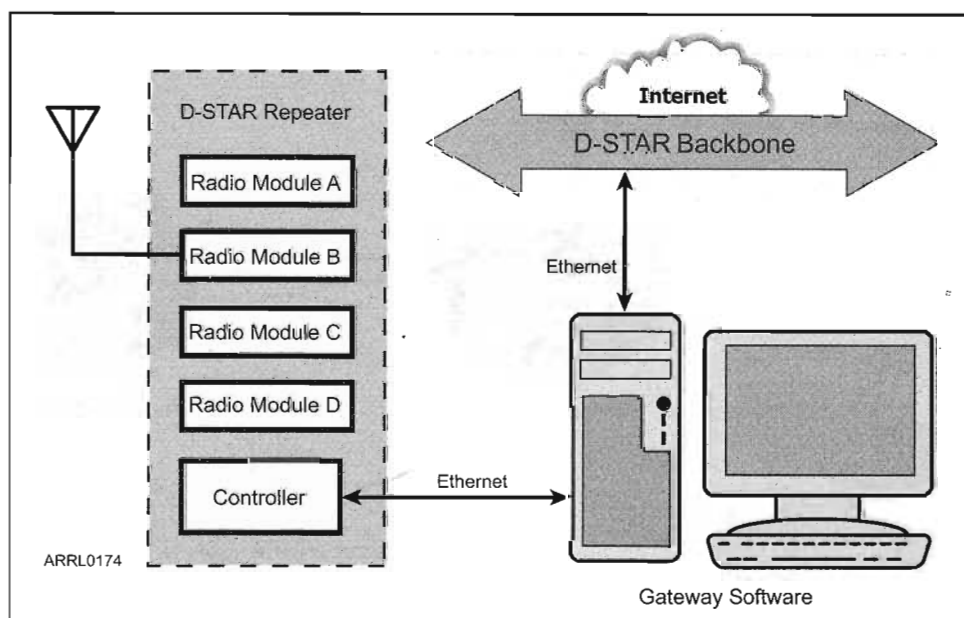 D-STAR Repeater
Radio Module A
Radio Module B
Radio Module C
Radio Module D
Controller
ARRL0174
Internet
D-STAR Backbone
Ethernet
Ethernet
Gateway Software